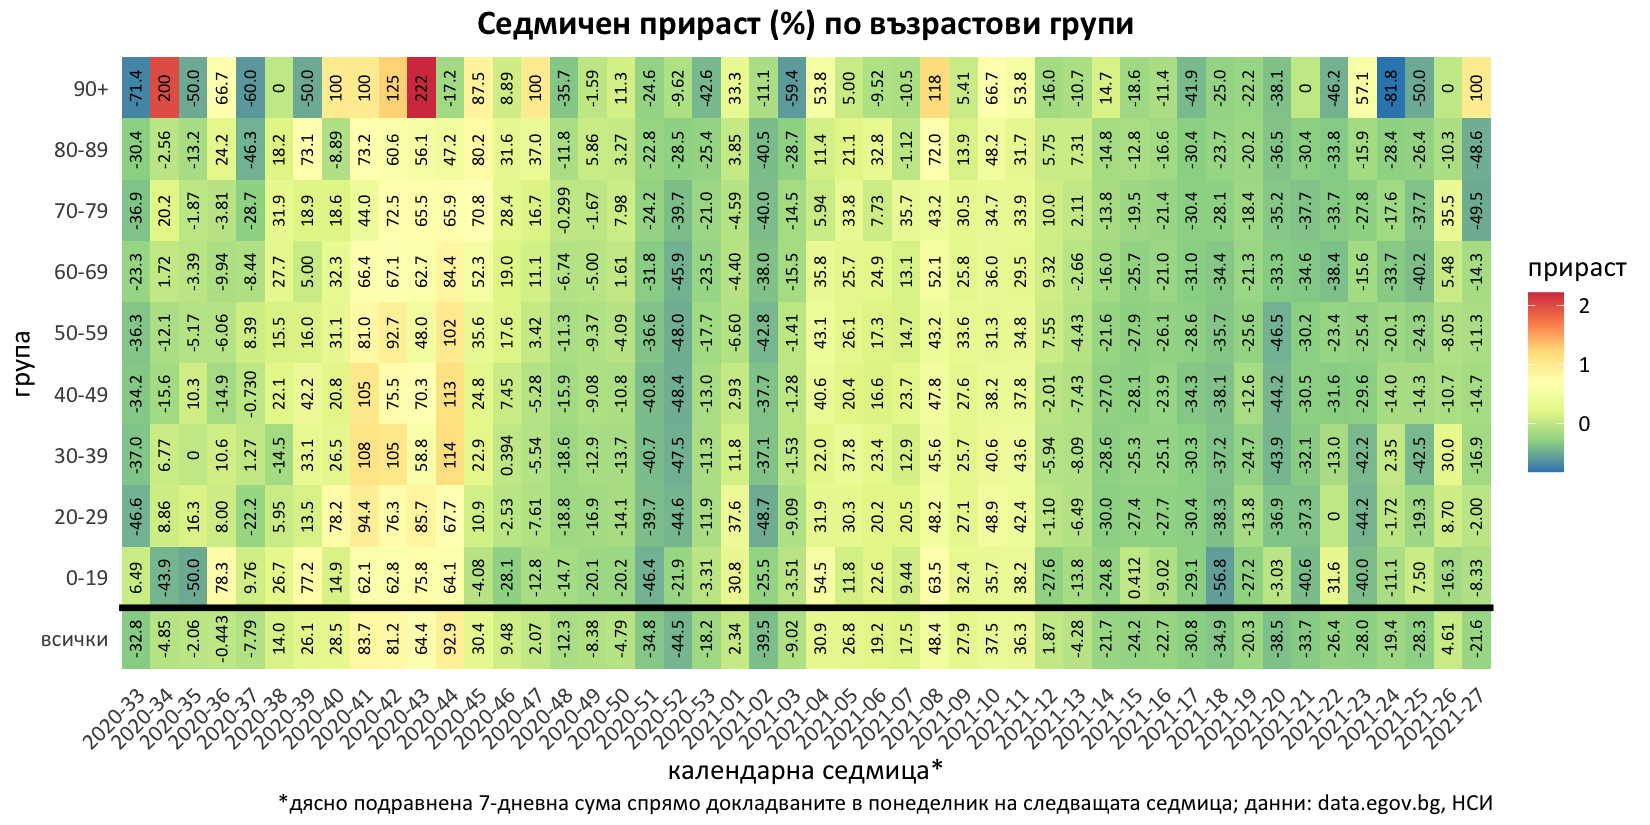 Седмичен прираст (%) по възрастови групи
90+ -71.4 200 -50.0 66.7 -60.0 0 -50.0 100 100 125 222 -17.2 87.5 8.89 100 -35.7 -1.59 11.3 -24.6 -9.62 -42.6 33.3 -11.1 -59.4 53.8 5.00 -9.52 -10.5 118 5.41 66.7 53.8 -16.0 -10.7 14.7 -18.6 -11.4 -41.9 -25.0 -22.2 -38.1 0 -46.2 57.1 -81.8 -50.0 0 100
80-89 -30.4 -2.56 -13.2 24.2 -46.3 18.2 73.1 -8.89 73.2 60.6 56.1 47.2 80.2 31.6 37.0 -11.8 5.86 3.27 -22.8 -28.5 -25.4 3.85 -40.5 -28.7 11.4 21.1 32.8 -1.12 72.0 13.9 48.2 31.7 5.75 7.31 -14.8 -12.8 -16.6 -30.4 -23.7 -20.2 -36.5 -30.4 -33.8 -15.9 -28.4 -26.4 -10.3 -48.6
70-79 -36.9 20.2 -1.87 -3.81 -28.7 31.9 18.9 18.6 44.0 72.5 65.5 65.9 70.8 28.4 16.7 -0.299 -1.67 7.98 -24.2 -39.7 -21.0 -4.59 -40.0 -14.5 5.94 33.8 7.73 35.7 43.2 30.5 34.7 33.9 10.0 2.11 -13.8 -19.5 -21.4 -30.4 -28.1 -18.4 -35.2 -37.7 -33.7 -27.8 -17.6 -37.7 35.5 -49.5
60-69 -23.3 1.72 -3.39 -9.94 -8.44 27.7 5.00 32.3 66.4 67.1 62.7 84.4 52.3 19.0 11.1 -6.74 -5.00 1.61 -31.8 -45.9 -23.5 -4.40 -38.0 -15.5 35.8 25.7 24.9 13.1 52.1 25.8 36.0 29.5 9.32 -2.66 -16.0 -25.7 -21.0 -31.0 -34.4 -21.3 -33.3 -34.6 -38.4 -15.6 -33.7 -40.2 5.48 -14.3
50-59 -36.3 -12.1 -5.17 -6.06 8.39 15.5 16.0 31.1 81.0 92.7 48.0 102 35.6 17.6 3.42 -11.3 -9.37 -4.09 -36.6 -48.0 -17.7 -6.60 -42.8 -1.41 43.1 26.1 17.3 14.7 43.2 33.6 31.3 34.8 7.55 -4.43 -21.6 -27.9 -26.1 -28.6 -35.7 -25.6 -46.5 -30.2 -23.4 -25.4 -20.1 -24.3 -8.05 -11.3
40-49 -34.2 -15.6 10.3 -14.9 -0.730 22.1 42.2 20.8 105 75.5 70.3 113 24.8 7.45 -5.28 -15.9 -9.08 -10.8 -40.8 -48.4 -13.0 2.93 -37.7 -1.28 40.6 20.4 16.6 23.7 47.8 27.6 38.2 37.8 2.01 -7.43 -27.0 -28.1 -23.9 -34.3 -38.1 -12.6 -44.2 -30.5 -31.6 -29.6 -14.0 -14.3 -10.7 -14.7
30-39 -37.0 6.77 0 10.6 1.27 -14.5 33.1 26.5 108 105 58.8 114 22.9 0.394 -5.54 -18.6 -12.9 -13.7 -40.7 -47.5 -11.3 11.8 -37.1 -1.53 22.0 37.8 23.4 12.9 45.6 25.7 40.6 43.6 -5.94 -8.09 -28.6 -25.3 -25.1 -30.3 -37.2 -24.7 -43.9 -32.1 -13.0 -42.2 2.35 -42.5 30.0 -16.9
20-29 -46.6 8.86 16.3 8.00 -22.2 5.95 13.5 78.2 94.4 76.3 85.7 67.7 10.9 -2.53 -7.61 -18.8 -16.9 -14.1 -39.7 -44.6 -11.9 37.6 -48.7 -9.09 31.9 30.3 20.2 20.5 48.2 27.1 48.9 42.4 -1.10 -6.49 -30.0 -27.4 -27.7 -30.4 -38.3 -13.8 -36.9 -37.3 0 -44.2 -1.72 -19.3 8.70 -2.00
0-19 6.49 -43.9 -50.0 78.3 9.76 26.7 77.2 14.9 62.1 62.8 75.8 64.1 -4.08 -28.1 -12.8 -14.7 -20.1 -20.2 -46.4 -21.9 -3.31 30.8 -25.5 -3.51 54.5 11.8 22.6 9.44 63.5 32.4 35.7 38.2 -27.6 -13.8 -24.8 0.412 -9.02 -29.1 -56.8 -27.2 -3.03 -40.6 31.6 -40.0 -11.1 7.50 -16.3 -8.33
всички -32.8 -4.85 -2.06 -0.443 -7.79 14.0 26.1 28.5 83.7 81.2 64.4 92.9 30.4 9.48 2.07 -12.3 -8.38 -4.79 -34.8 -44.5 -18.2 2.34 -39.5 -9.02 30.9 26.8 19.2 17.5 48.4 27.9 37.5 36.3 1.87 -4.28 -21.7 -24.2 -22.7 -30.8 -34.9 -20.3 -38.5 -33.7 -26.4 -28.0 -19.4 -28.3 4.61 -21.6
2020-33 2020-34 2020-35 2020-36 2020-37 2020-38 2020-39 2020-40 2020-41 2020-42 2020-43 2020-44 2020-45 2020-46 2020-47 2020-48 2020-49 2020-50 2020-51 2020-52 2020-53 2021-01 2021-02 2021-03 2021-04 2021-05 2021-06 2021-07 2021-08 2021-09 2021-10 2021-11 2021-12 2021-13 2021-14 2021-15 2021-16 2021-17 2021-18 2021-19 2021-20 2021-21 2021-22 2021-23 2021-24 2021-25 2021-26 2021-27
група
календарна седмица*
*дясно подравнена 7-дневна сума спрямо докладваните в понеделник на следващата седмица; данни: data.egov.bg, НСИ
прираст
2
1
0